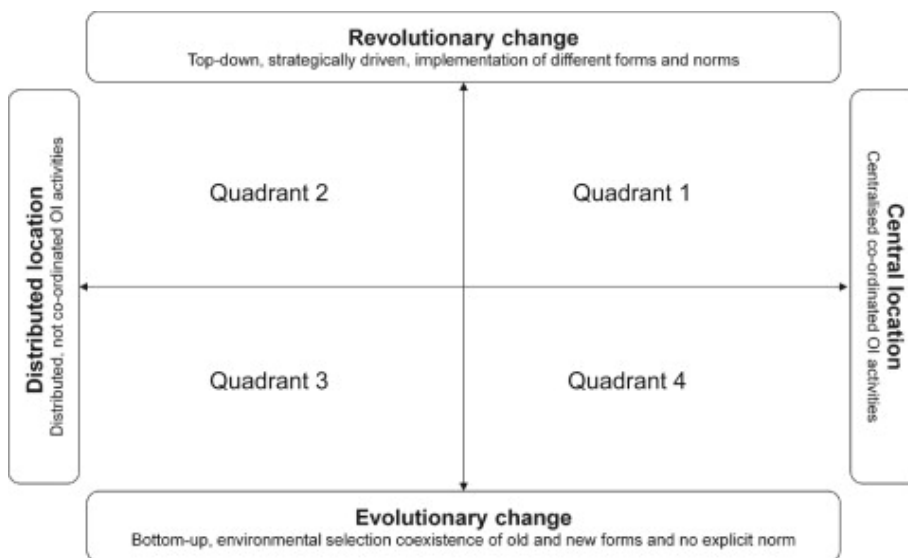 Revolutionary change
Top-down, strategically driven, implementation of different forms and norms
Distributed location
Distributed, not co-ordinated OI activities
Quadrant 2
Quadrant 1
Central location
Centralised co-ordinated OI activities
Quadrant 3
Quadrant 4
Evolutionary change
Bottom-up, environmental selection coexistence of old and new forms and no explicit norm